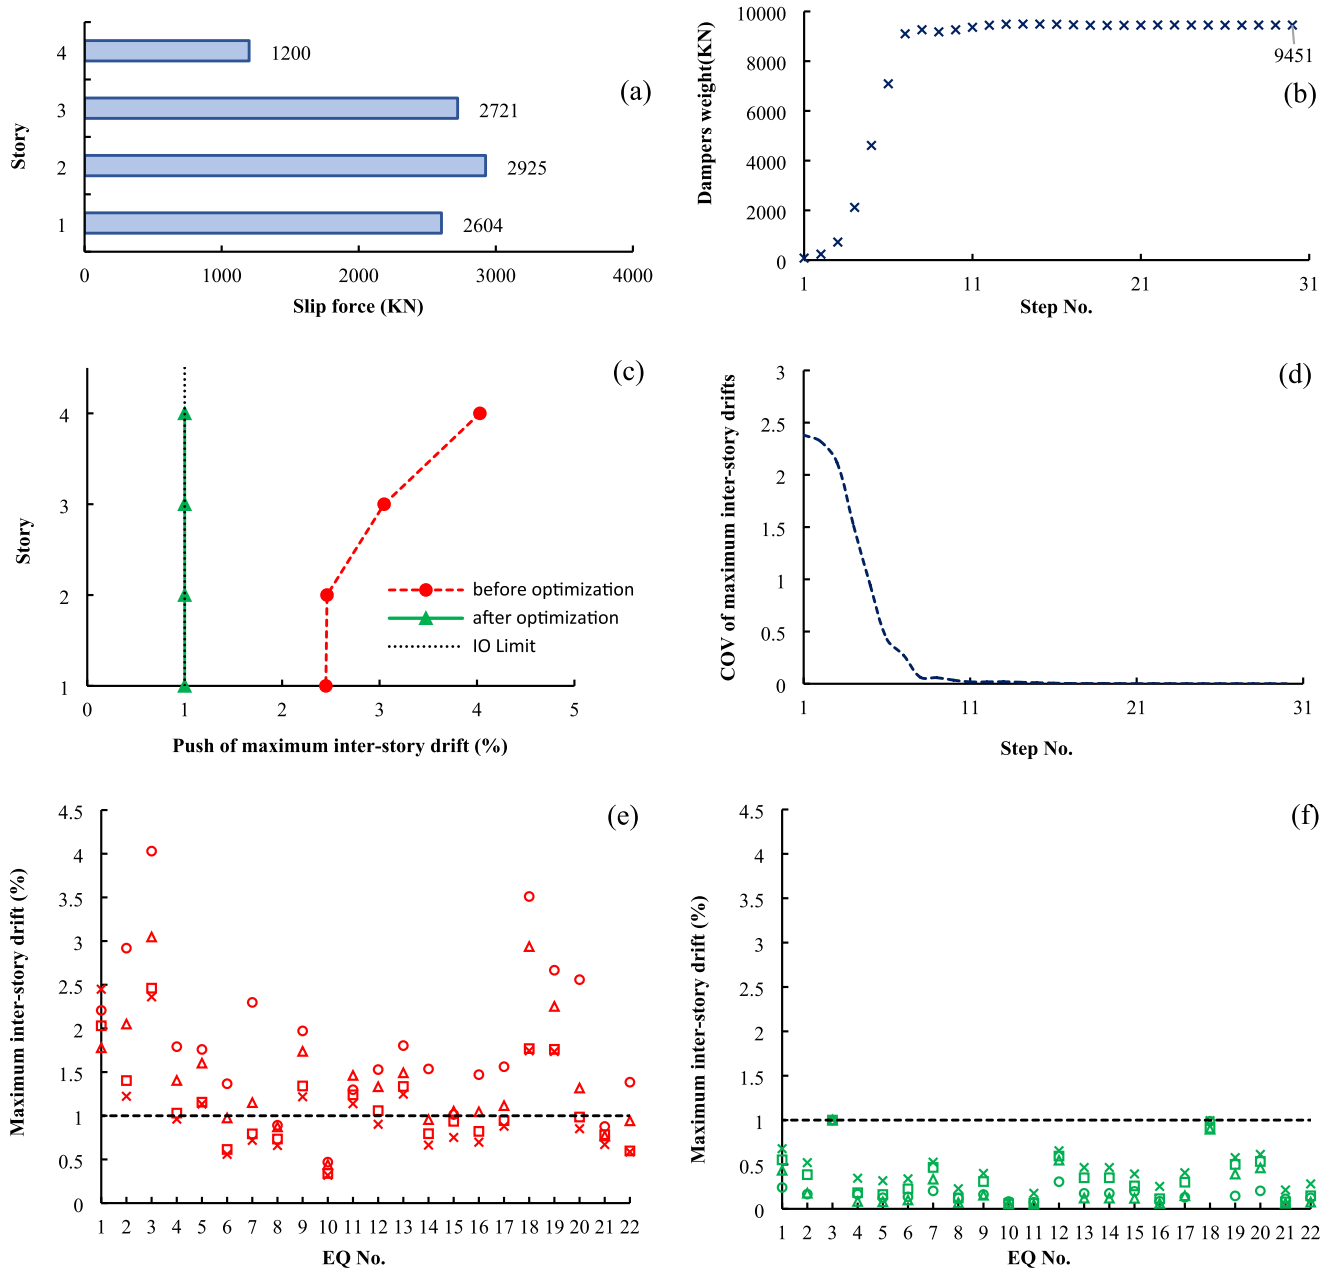 (a)
Story
4
3
2
1
1200
2721
2925
2604
0 1000 2000 3000 4000
Slip force (KN)
(b)
Dampers weight(KN)
10000
8000
6000
4000
2000
0
9451
1 11 21 31
Step No.
(c)
Story
4
3
2
1
before optimization
after optimization
IO Limit
0 1 2 3 4 5
Push of maximum inter-story drift (%)
(d)
COV of maximum inter-story drifts
3
2.5
2
1.5
1
0.5
0
1 11 21 31
Step No.
(e)
Maximum inter-story drift (%)
4.5
4
3.5
3
2.5
2
1.5
1
0.5
0
1 2 3 4 5 6 7 8 9 10 11 12 13 14 15 16 17 18 19 20 21 22
EQ No.
(f)
Maximum inter-story drift (%)
4.5
4
3.5
3
2.5
2
1.5
1
0.5
0
1 2 3 4 5 6 7 8 9 10 11 12 13 14 15 16 17 18 19 20 21 22
EQ No.